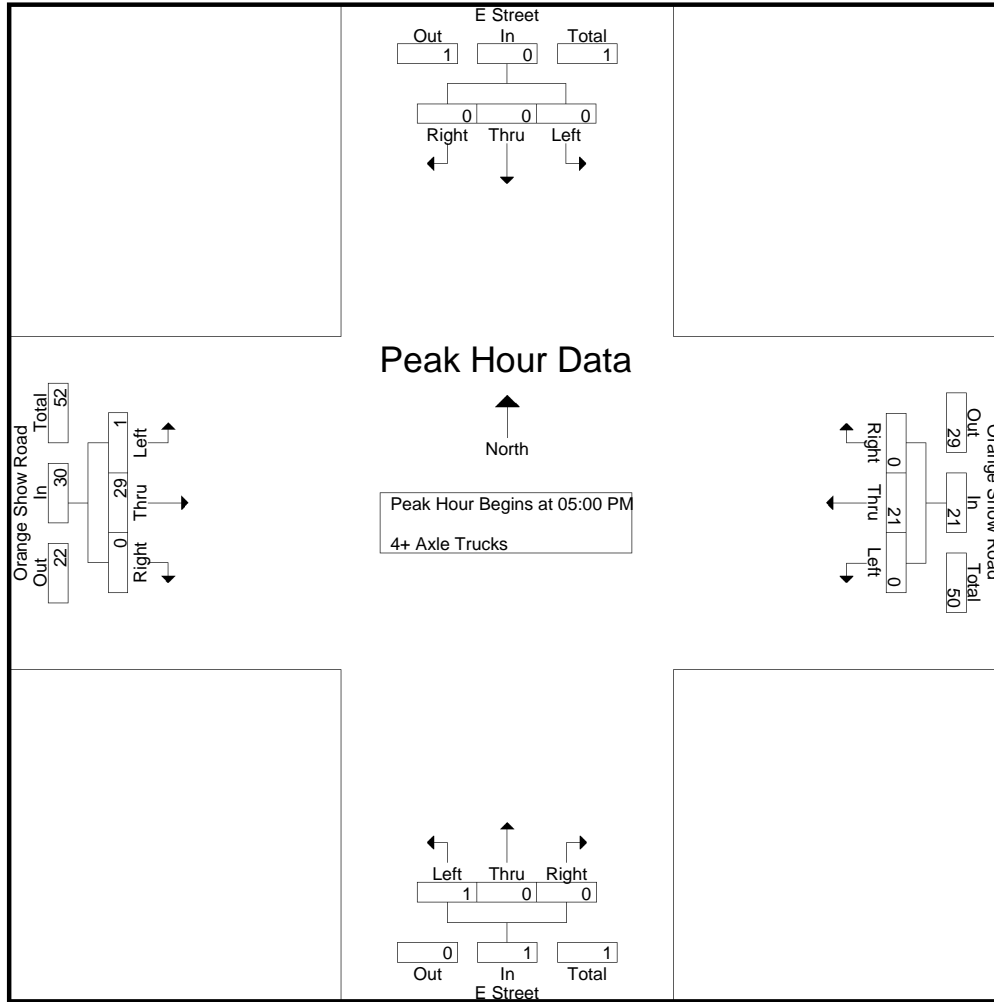 E Street
Out In Total
1 0 1
0 0 0
Right Thru Left
Peak Hour Data
North
Peak Hour Begins at 05:00 PM
4+ Axle Trucks
Orange Show Road
Out In Total
22 30 52
Left Thru Right
1 29 0
Orange Show Road
Out In Total
29 21 50
Right Thru Left
0 21 0
Left Thru Right
1 0 0
0 1 1
Out In Total
E Street